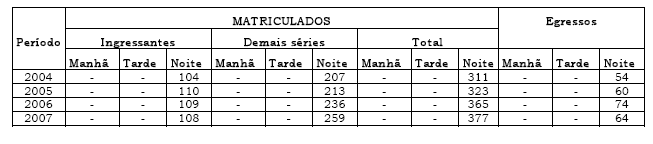 MATRICULADOS Egressos
Período Ingressantes Demais séries Total
Manhã Tarde Noite Manhã Tarde Noite Manhã Tarde Noite Manhã Tarde Noite
2004 - - 104 - - 207 - - 311 - - 54
2005 - - 110 - - 213 - - 323 - - 60
2006 - - 109 - - 236 - - 365 - - 74
2007 - - 108 - - 259 - - 377 - - 64